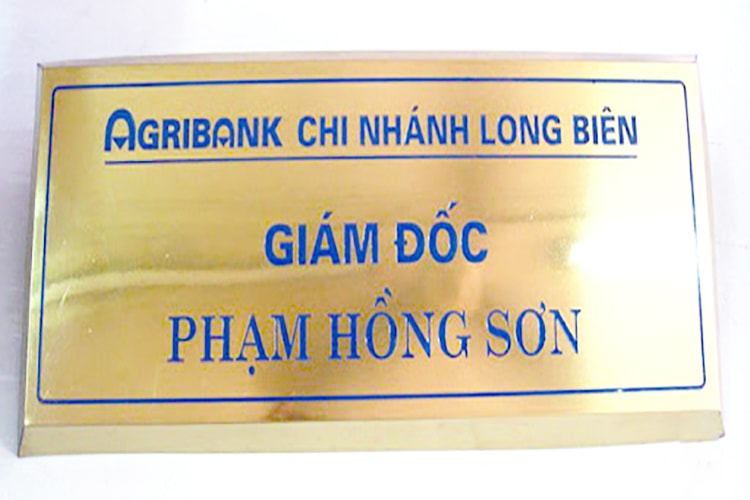 AGRIBANK CHI NHÁNH LONG BIÊN
GIÁM ĐỐC
PHẠM HỒNG SƠN